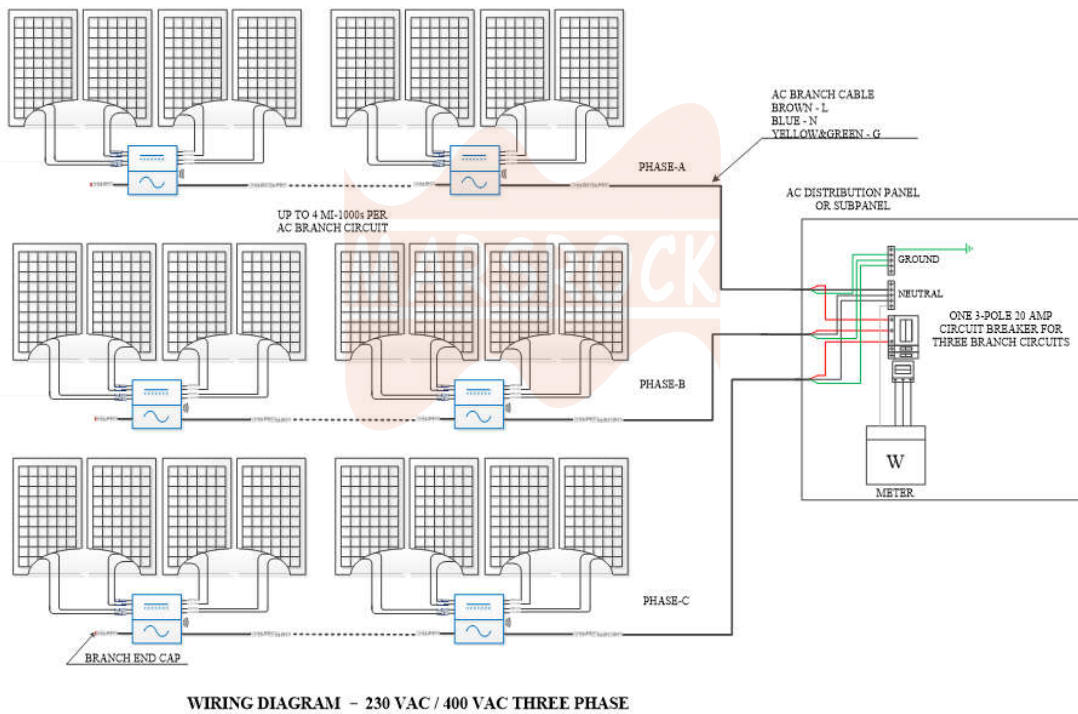 AC BRANCH CABLE
BROWN - L
BLUE - N
YELLOW&GREEN - G
PHASE-A
AC DISTRIBUTION PANEL
OR SUBPANEL
UP TO 4 MI-1000s PER
AC BRANCH CIRCUIT
MARSROCK
GROUND
NEUTRAL
ONE 3-POLE 20 AMP
CIRCUIT BREAKER FOR
THREE BRANCH CIRCUITS
PHASE-B
W
METER
PHASE-C
BRANCH END CAP
WIRING DIAGRAM - 230 VAC / 400 VAC THREE PHASE